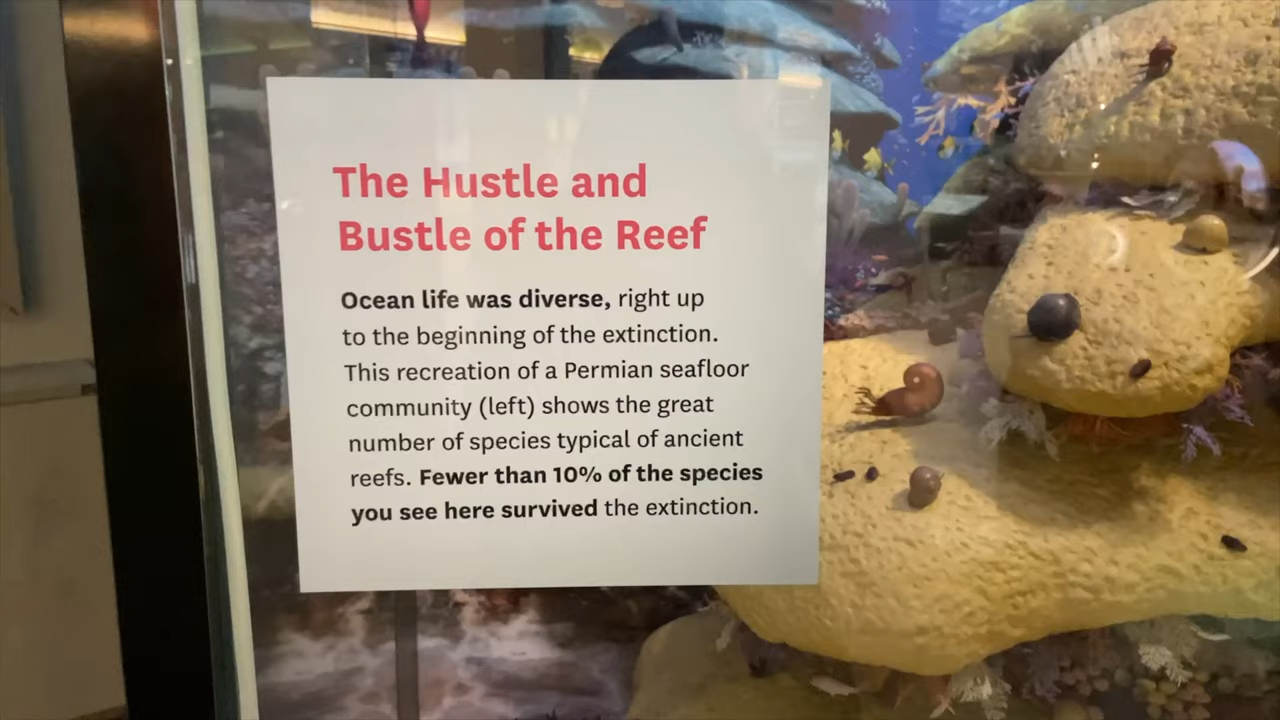 The Hustle and
Bustle of the Reef
Ocean life was diverse, right up
to the beginning of the extinction.
This recreation of a Permian seafloor
community (left) shows the great
number of species typical of ancient
reefs. Fewer than 10% of the species
you see here survived the extinction.